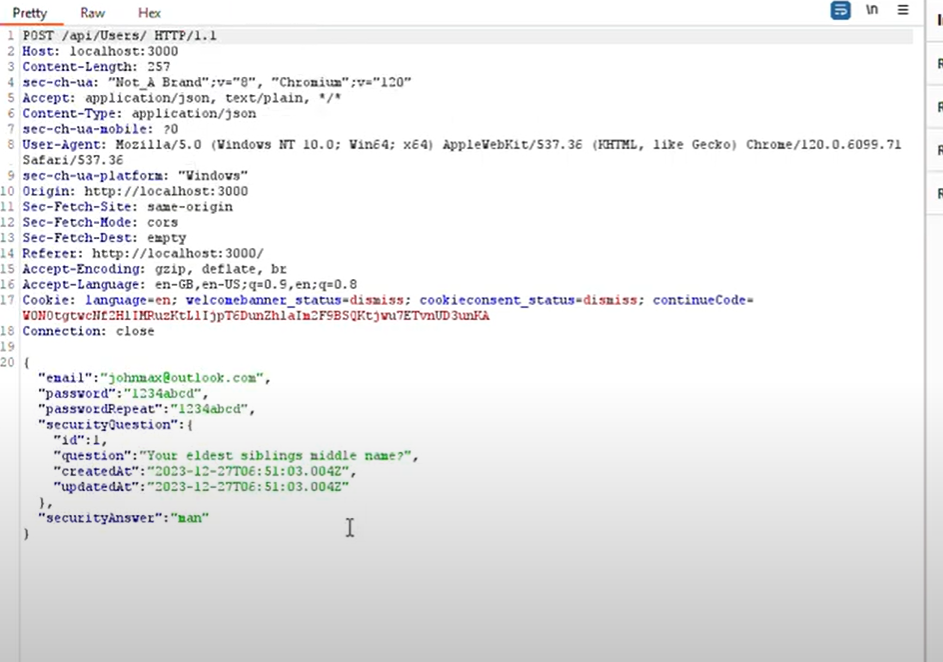 Pretty Raw Hex \n
1 POST /api/Users/ HTTP/1.1
2 Host: localhost:3000
3 Content-Length: 257
4 sec-ch-ua: "Not_A Brand";v="8", "Chromium";v="120"
5 Accept: application/json, text/plain, */*
6 Content-Type: application/json
7 sec-ch-ua-mobile: ?0
8 User-Agent: Mozilla/5.0 (Windows NT 10.0; Win64; x64) AppleWebKit/537.36 (KHTML, like Gecko) Chrome/120.0.6099.71
Safari/537.36
9 sec-ch-ua-platform: "Windows"
10 Origin: http://localhost:3000
11 Sec-Fetch-Site: same-origin
12 Sec-Fetch-Mode: cors
13 Sec-Fetch-Dest: empty
14 Referer: http://localhost:3000/
15 Accept-Encoding: gzip, deflate, br
16 Accept-Language: en-GB,en-US;q=0.9,en;q=0.8
17 Cookie: language=en; welcomebanner_status=dismiss; cookieconsent_status=dismiss; continueCode=
18 Connection: close
19
20 {
"email":"johnmax@outlook.com",
"password":"1234abcd",
"passwordRepeat":"1234abcd",
"securityQuestion":{
"id":1,
"question":"Your eldest siblings middle name?",
"createdAt":"2023-12-27T06:51:03.004Z",
"updatedAt":"2023-12-27T06:51:03.004Z"
},
"securityAnswer":"man"
}